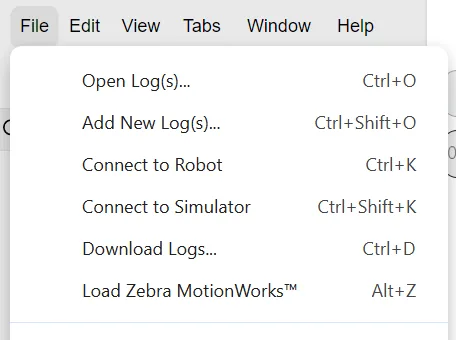 File Edit View Tabs Window Help
Open Log(s)... Ctrl+O
Add New Log(s)... Ctrl+Shift+O
Connect to Robot Ctrl+K
Connect to Simulator Ctrl+Shift+K
Download Logs... Ctrl+D
Load Zebra MotionWorks™ Alt+Z